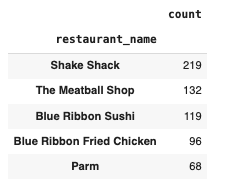 count
restaurant_name
Shake Shack 219
The Meatball Shop 132
Blue Ribbon Sushi 119
Blue Ribbon Fried Chicken 96
Parm 68